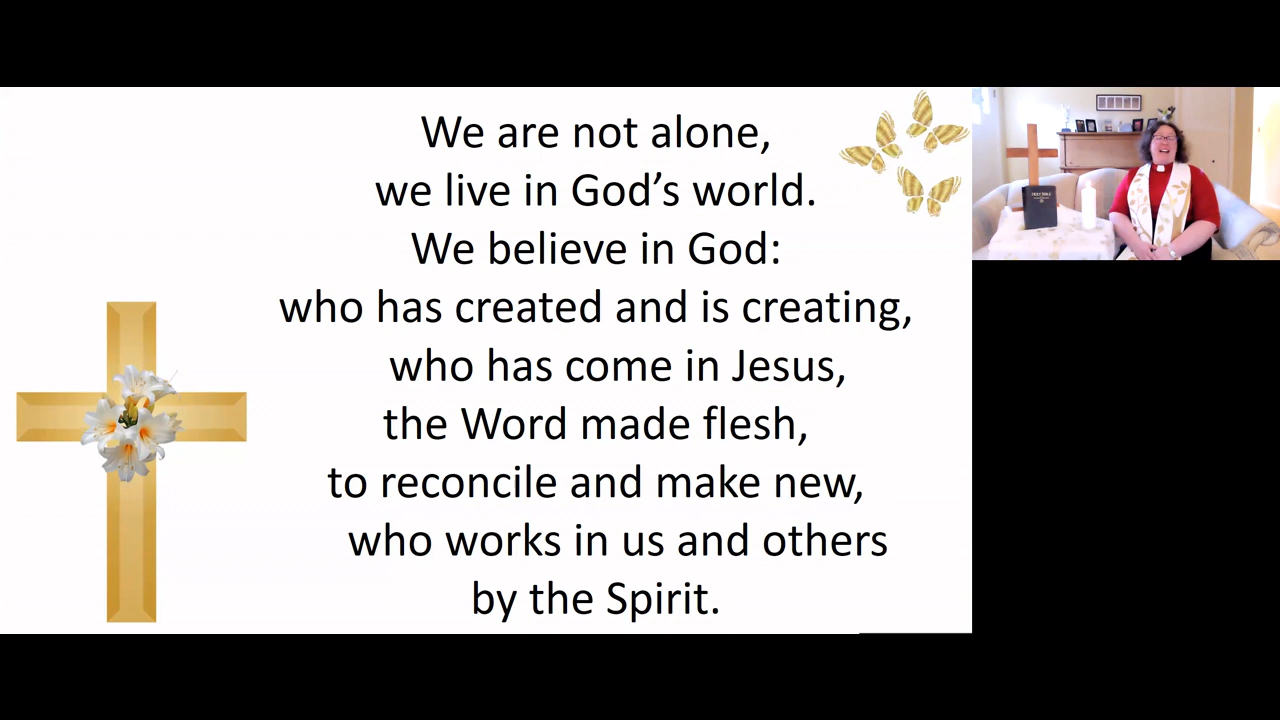 We are not alone,
we live in God’s world.
We believe in God:
who has created and is creating,
who has come in Jesus,
the Word made flesh,
to reconcile and make new,
who works in us and others
by the Spirit.
HOLY BIBLE